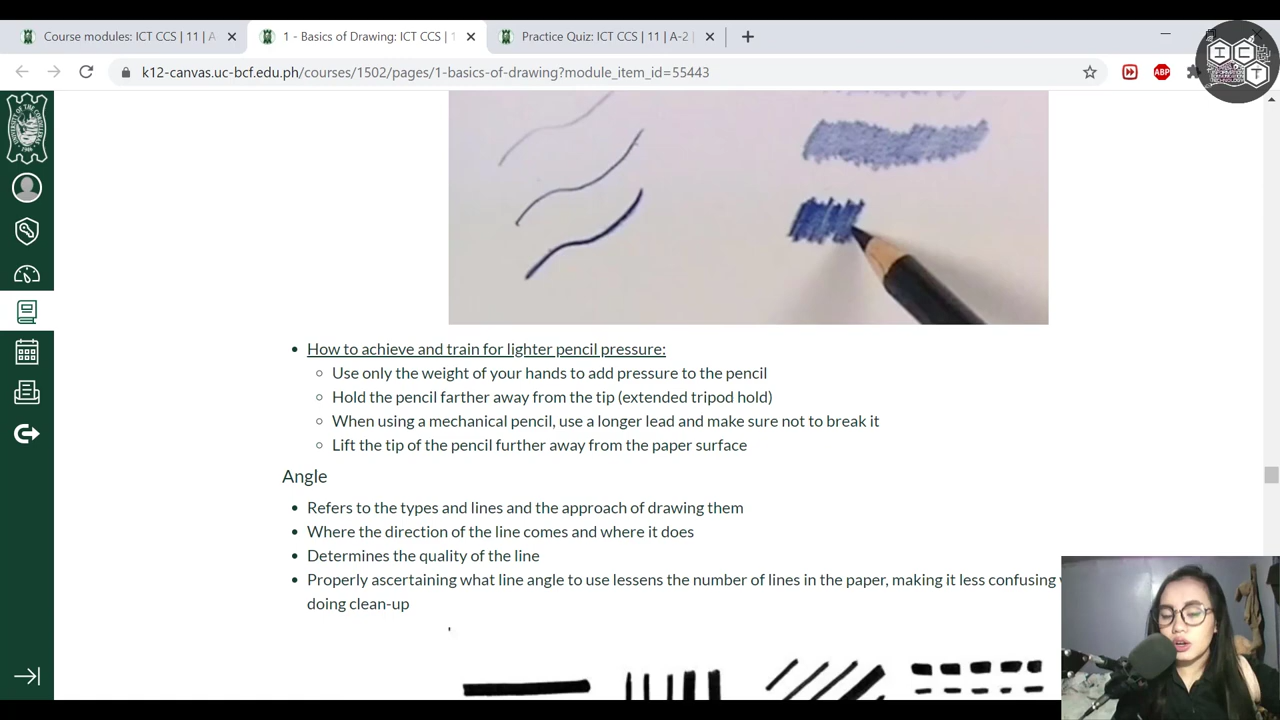 Course modules: ICT CCS | 11 | A
1 - Basics of Drawing: ICT CCS | 1
Practice Quiz: ICT CCS | 11 | A-2 |
k12-canvas.uc-bcf.edu.ph/courses/1502/pages/1-basics-of-drawing?module_item_id=55443
ABP
ICT
How to achieve and train for lighter pencil pressure:
Use only the weight of your hands to add pressure to the pencil
Hold the pencil farther away from the tip (extended tripod hold)
When using a mechanical pencil, use a longer lead and make sure not to break it
Lift the tip of the pencil further away from the paper surface
Angle
Refers to the types and lines and the approach of drawing them
Where the direction of the line comes and where it does
Determines the quality of the line
Properly ascertaining what line angle to use lessens the number of lines in the paper, making it less confusing
doing clean-up